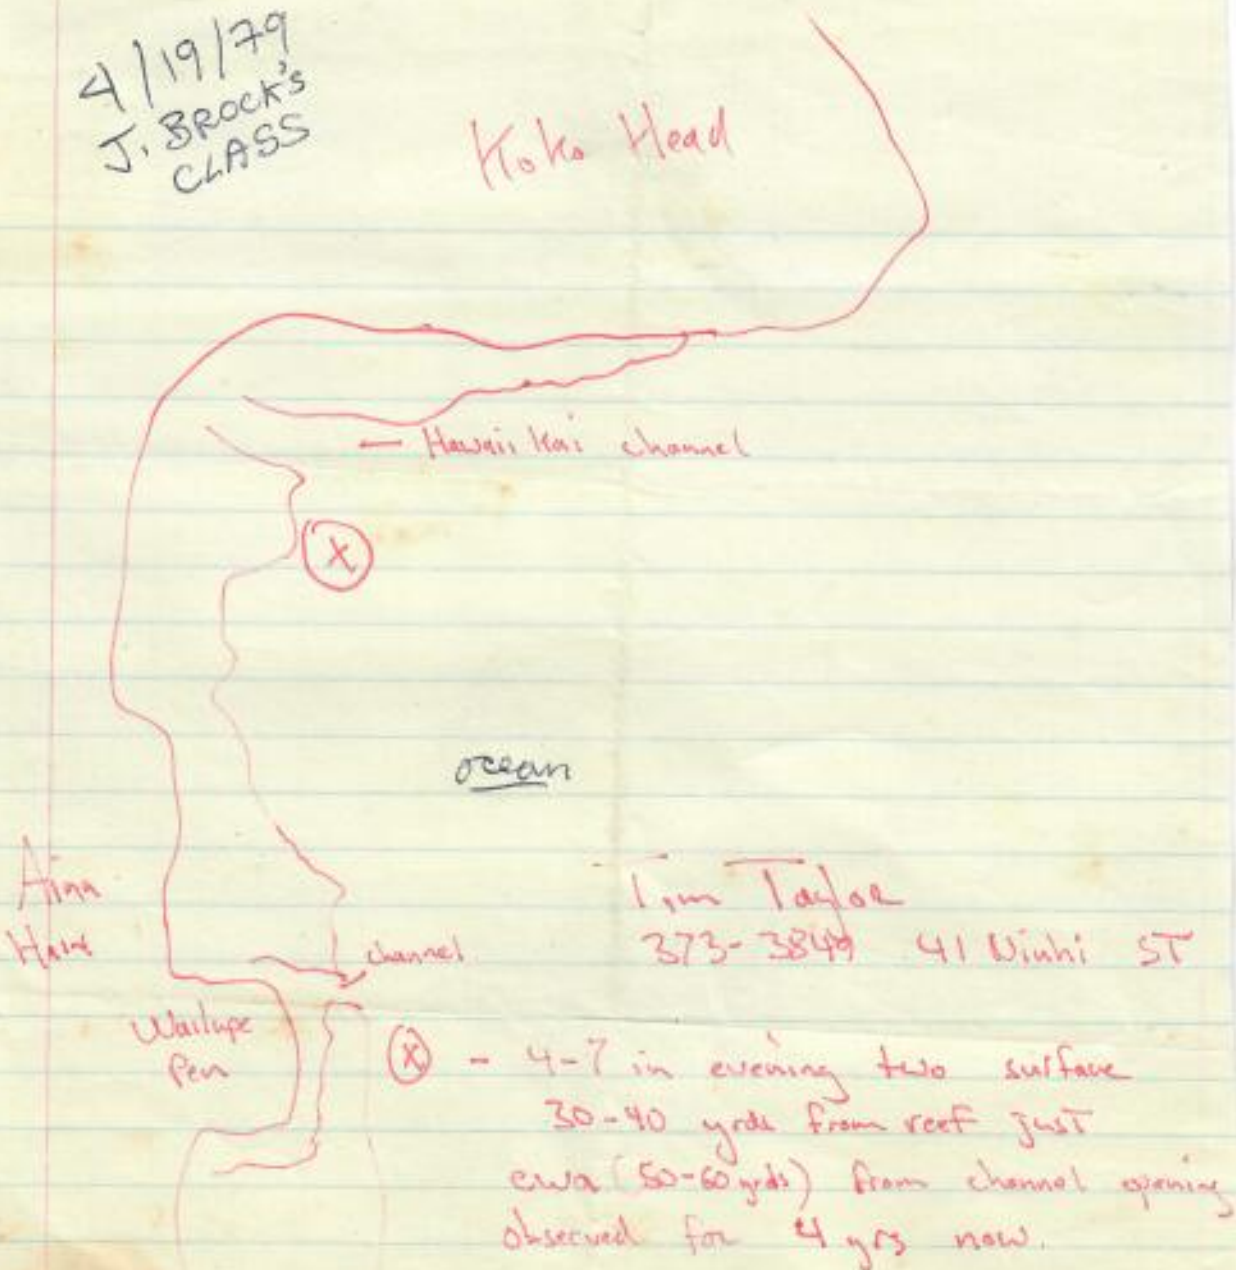 4/19/79
J. BROCK'S
CLASS
Koko Head
← Hawaii Kai channel
X
ocean
Aina
Haina
Tim Taylor
373-3849 41 Niuhi ST
channel
Wailupe
Pen
X - 4-7 in evening two surface
30-40 yrds from reef just
ewa (50-60 yrds) from channel opening
observed for 4 yrs now.